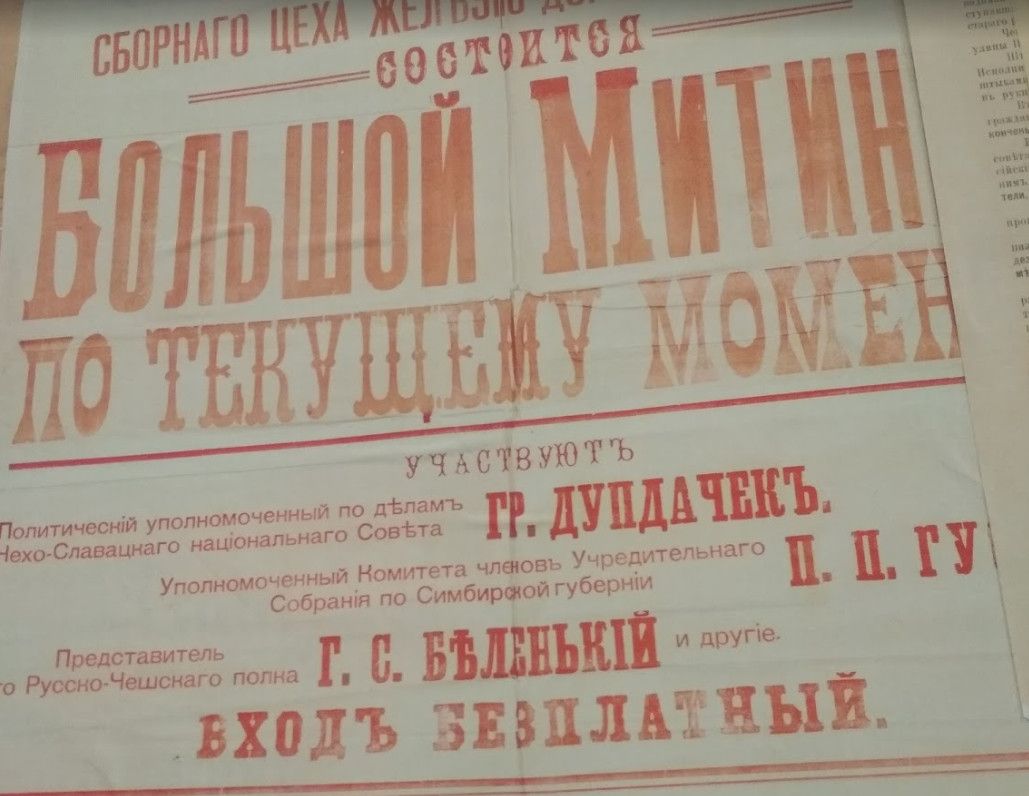 СБОРНАГО ЦЕХА
СОСТОИТСЯ
БОЛЬШОЙ МИТИН
ПО ТЕКУЩЕМУ МОМЕН
УЧАСТВУЮТЪ
Политическій уполномоченный по дѣламъ
Чехо-Славацкаго національнаго Совѣта
ГР. ДУПДАЧЕКЪ.
Уполномоченный Комитета членовъ Учредительнаго
Собранія по Симбирской губерніи
П. П. ГУ
Представитель
го Русско-Чешскаго полка
Г. С. БѢЛЕНЬКІЙ и другіе.
ВХОДЪ БЕЗПЛАТНЫЙ.